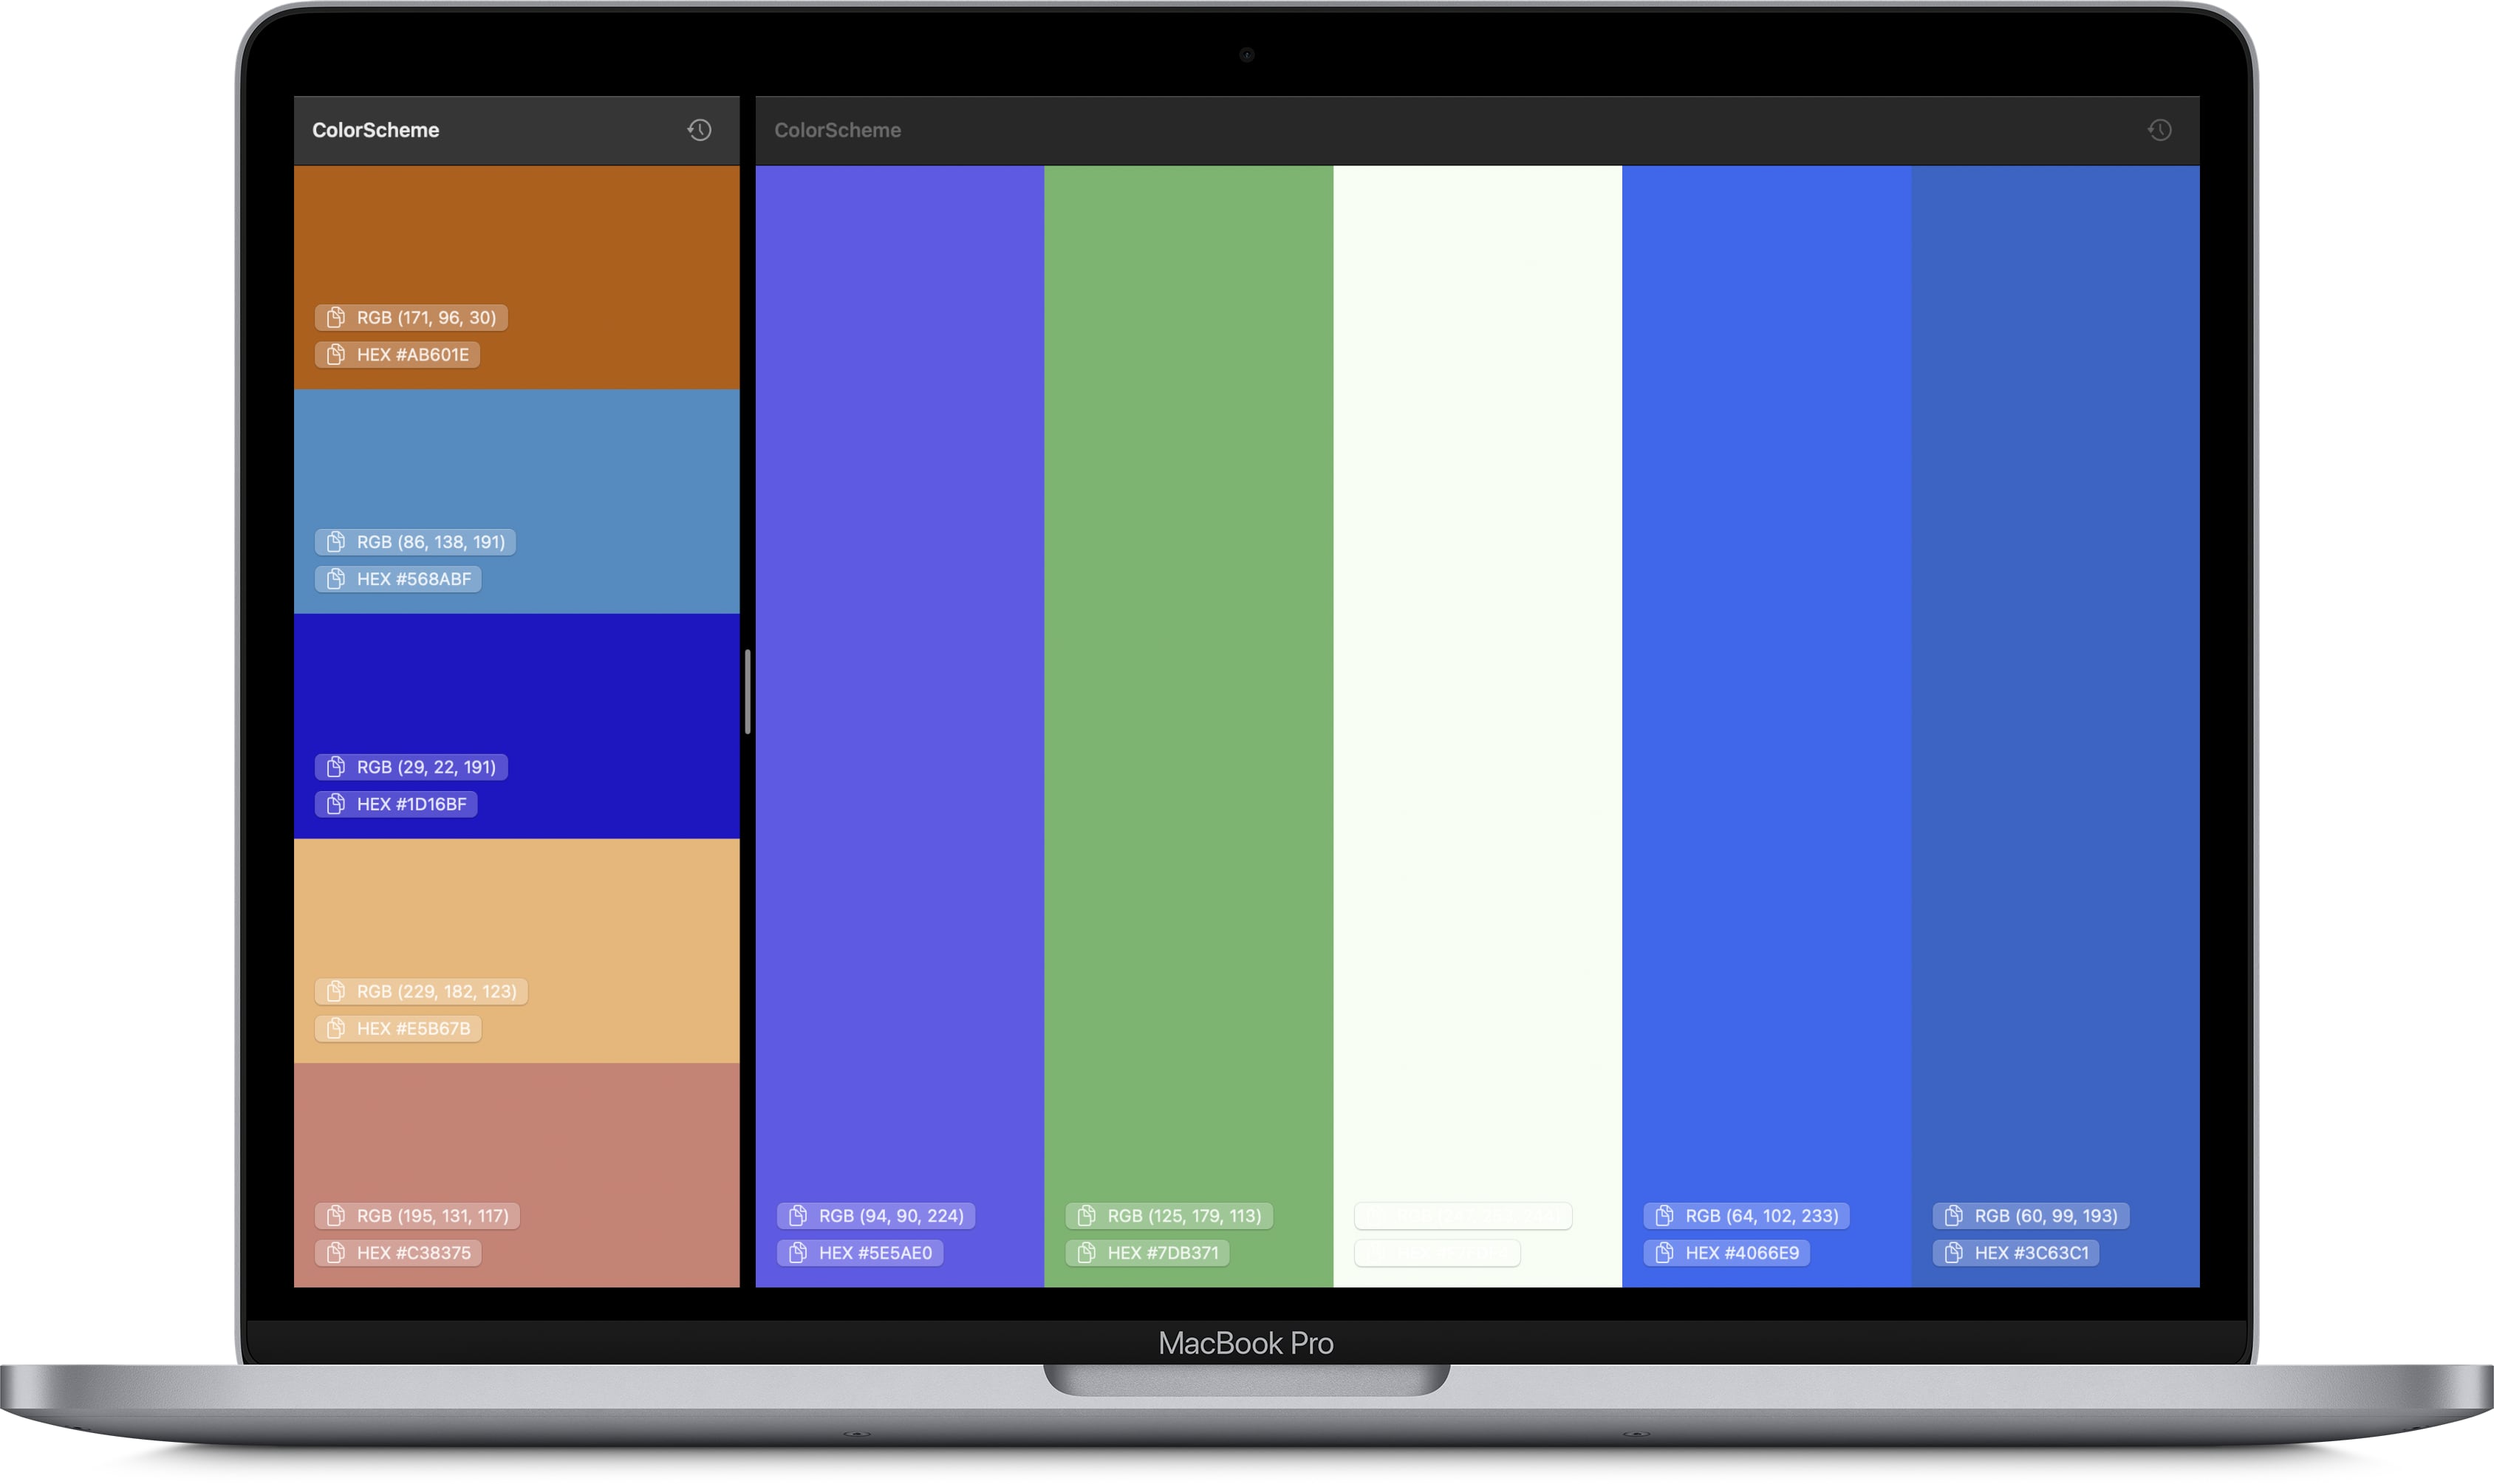 ColorScheme
RGB (171, 96, 30)
HEX #AB601E
RGB (86, 138, 191)
HEX #568ABF
RGB (29, 22, 191)
HEX #1D16BF
RGB (229, 182, 123)
HEX #E5B67B
RGB (195, 131, 117)
HEX #C38375
ColorScheme
RGB (94, 90, 224)
HEX #5E5AE0
RGB (125, 179, 113)
HEX #7DB371
RGB (64, 102, 233)
HEX #4066E9
RGB (60, 99, 193)
HEX #3C63C1
MacBook Pro